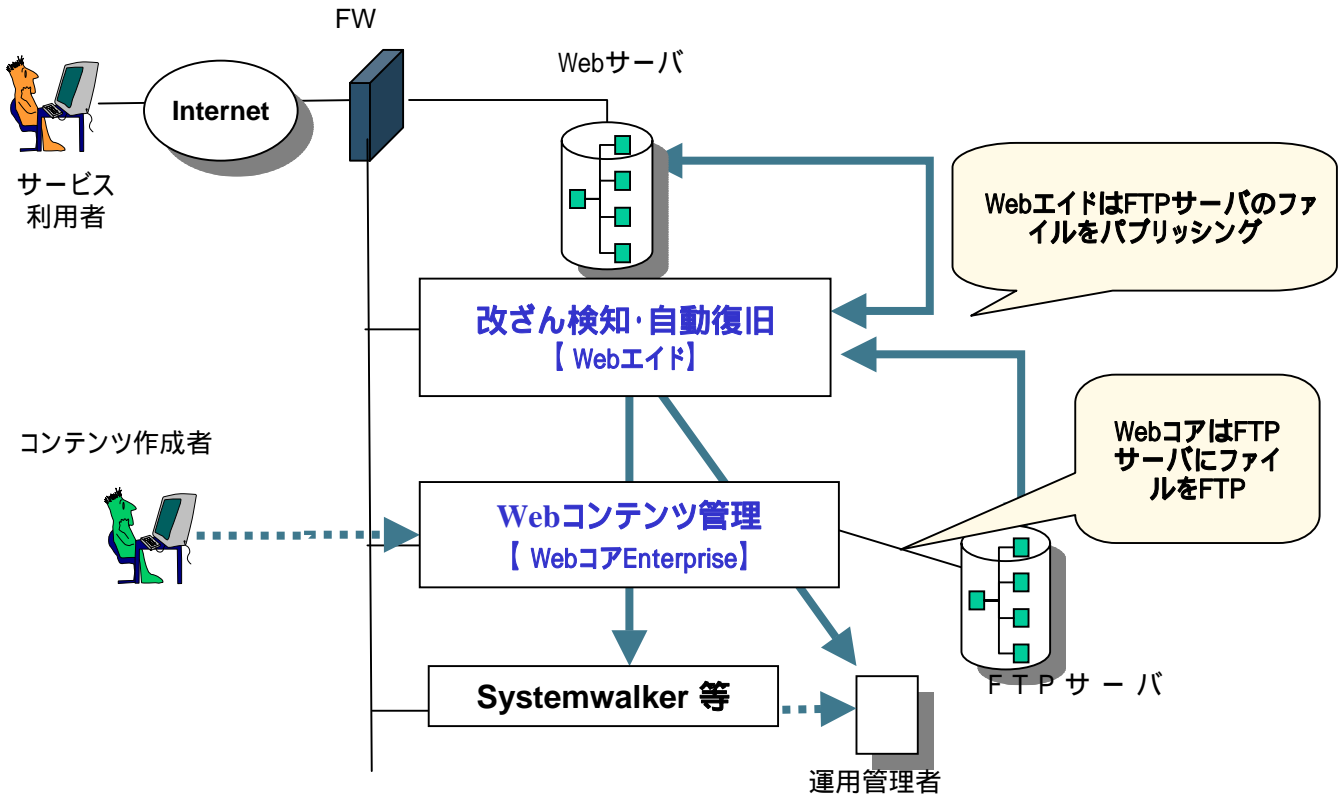 FW
Webサーバ
Internet
サービス
利用者
WebエイドはFTPサーバのファ
イルをパブリッシング
改ざん検知・自動復旧
【 Webエイド】
WebコアはFTP
サーバにファイ
ルをFTP
コンテンツ作成者
Webコンテンツ管理
【 WebコアEnterprise】
Systemwalker 等
ＦＴＰサーバ
運用管理者